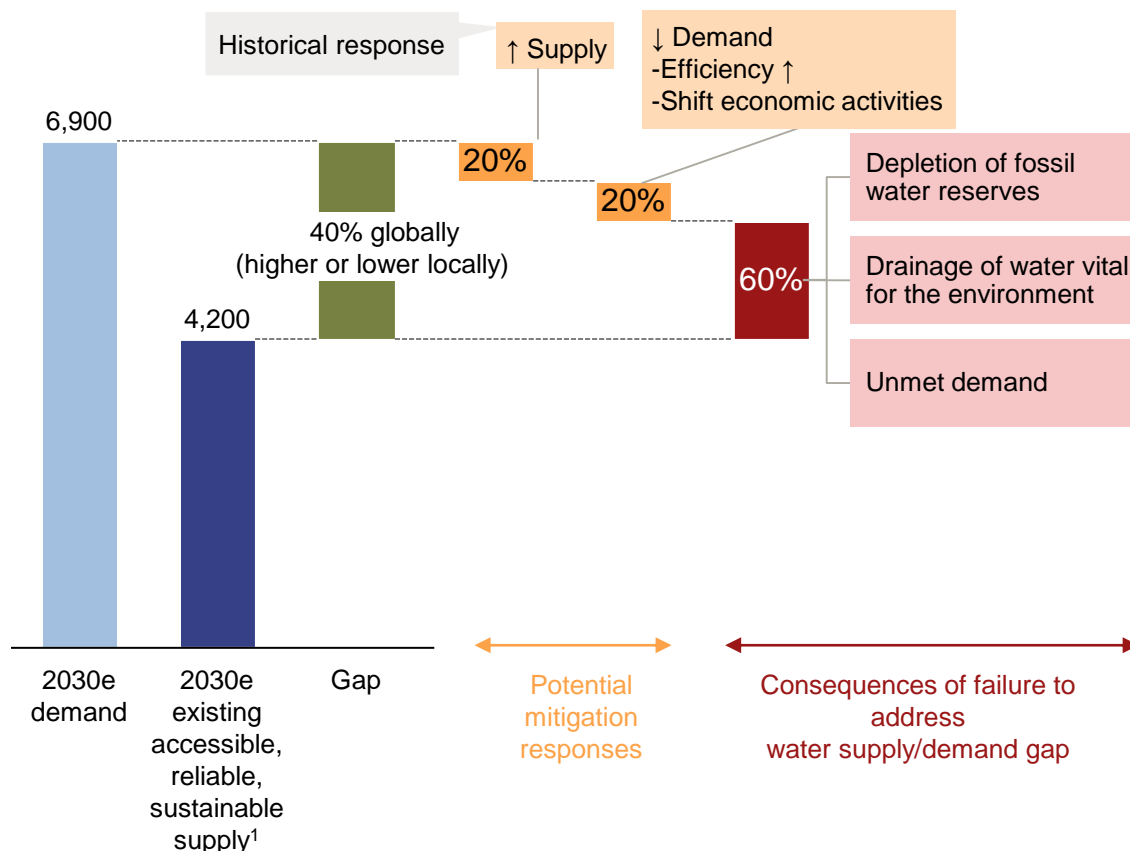 Historical response
↑ Supply
↓ Demand
-Efficiency ↑
-Shift economic activities
6,900
20%
20%
Depletion of fossil
water reserves
40% globally
(higher or lower locally)
60%
Drainage of water vital
for the environment
4,200
Unmet demand
2030e
demand
2030e
existing
accessible,
reliable,
sustainable
supply¹
Gap
Potential
mitigation
responses
Consequences of failure to
address
water supply/demand gap